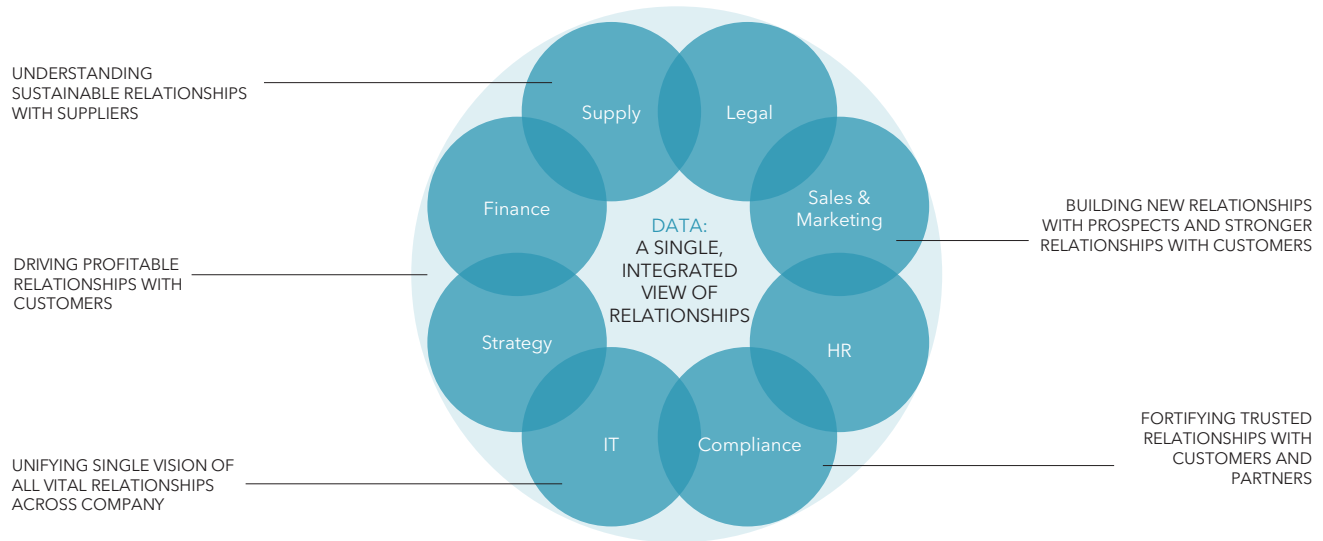 UNDERSTANDING
SUSTAINABLE RELATIONSHIPS
WITH SUPPLIERS
DRIVING PROFITABLE
RELATIONSHIPS WITH
CUSTOMERS
UNIFYING SINGLE VISION OF
ALL VITAL RELATIONSHIPS
ACROSS COMPANY
Supply
Legal
Finance
Sales &
Marketing
DATA:
A SINGLE,
INTEGRATED
VIEW OF
RELATIONSHIPS
Strategy
HR
IT
Compliance
BUILDING NEW RELATIONSHIPS
WITH PROSPECTS AND STRONGER
RELATIONSHIPS WITH CUSTOMERS
FORTIFYING TRUSTED
RELATIONSHIPS WITH
CUSTOMERS AND
PARTNERS